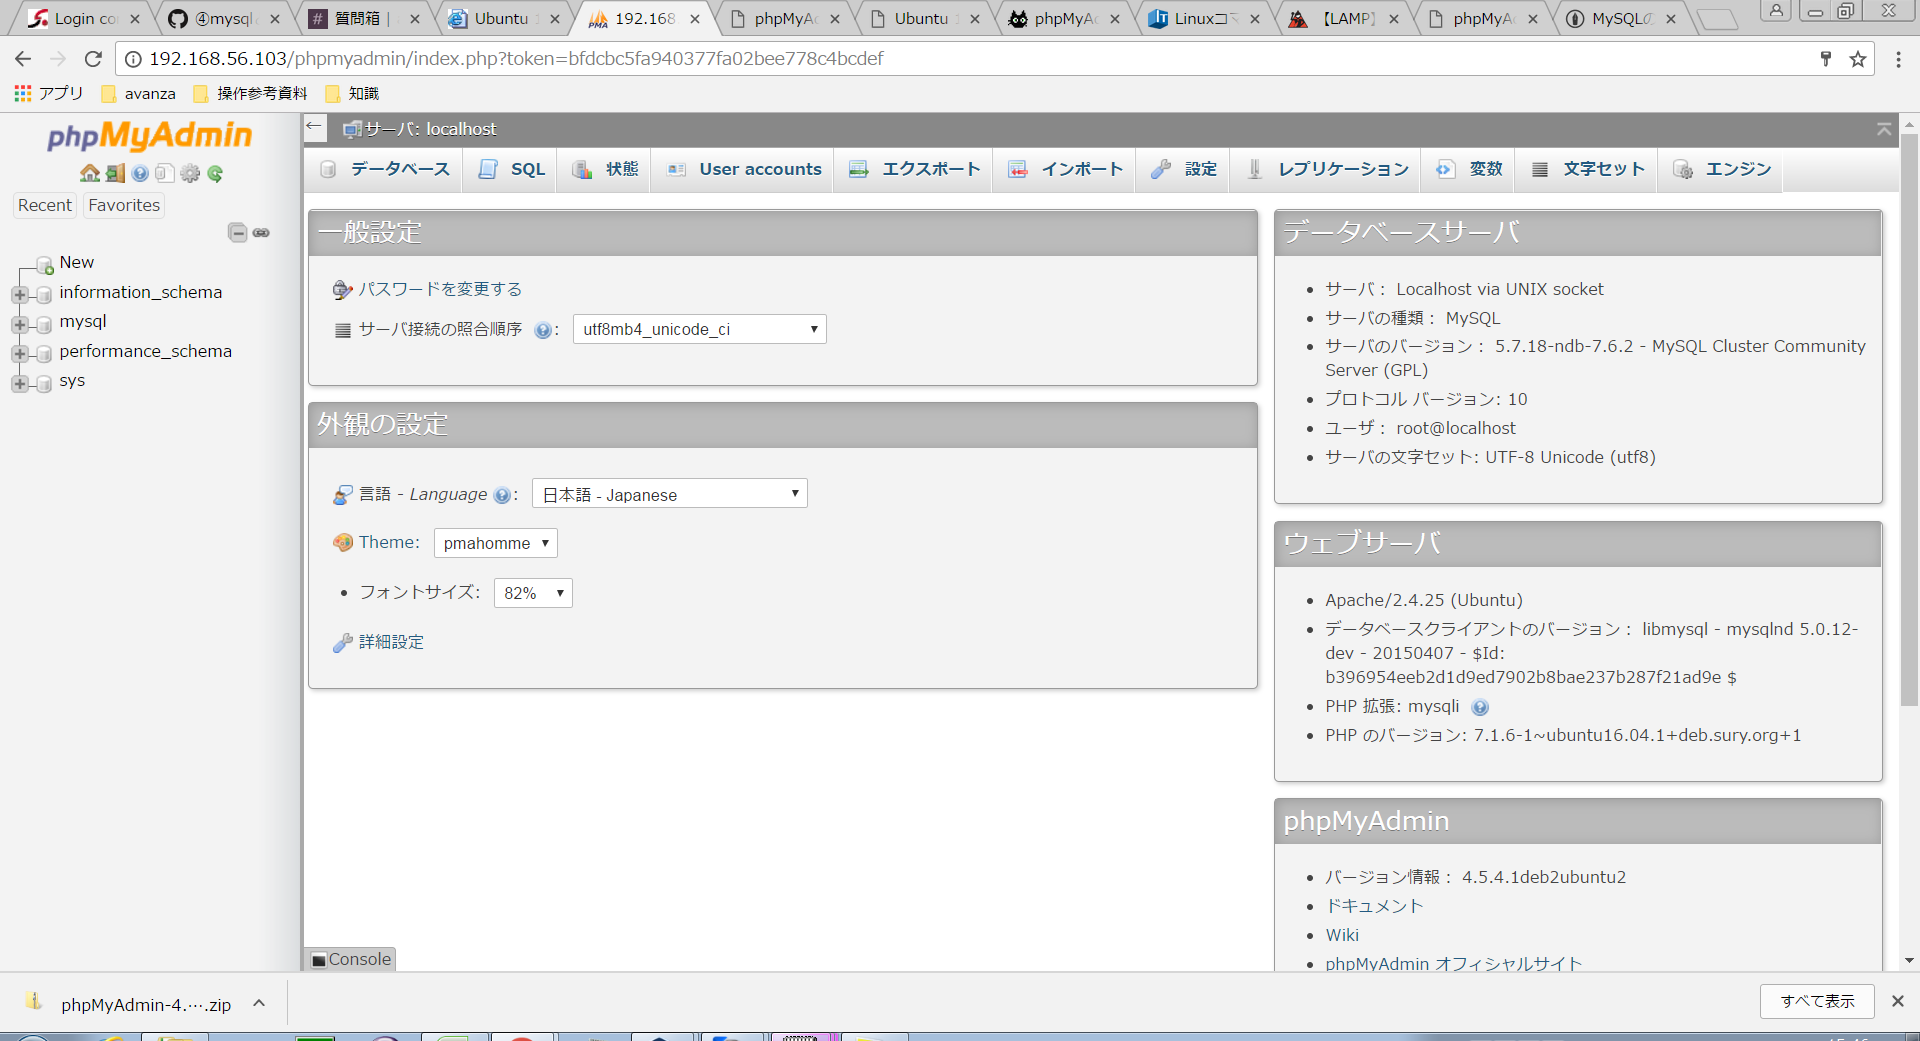 Login co
④mysql
質問箱 |
Ubuntu 1
192.168.
phpMyAc
Ubuntu 1
phpMyAc
Linuxコマ
【LAMP】
phpMyAc
MySQLの
192.168.56.103/phpmyadmin/index.php?token=bfdcbc5fa940377fa02bee778c4bcdef
アプリ avanza 操作参考資料 知識
phpMyAdmin
Recent Favorites
New
information_schema
mysql
performance_schema
sys
サーバ: localhost
データベース SQL 状態 User accounts エクスポート インポート 設定 レプリケーション 変数 文字セット エンジン
一般設定
パスワードを変更する
サーバ接続の照合順序 : utf8mb4_unicode_ci
外観の設定
言語 - Language : 日本語 - Japanese
Theme: pmahomme
フォントサイズ: 82%
詳細設定
データベースサーバ
サーバ： Localhost via UNIX socket
サーバの種類： MySQL
サーバのバージョン： 5.7.18-ndb-7.6.2 - MySQL Cluster Community
Server (GPL)
プロトコル バージョン: 10
ユーザ： root@localhost
サーバの文字セット: UTF-8 Unicode (utf8)
ウェブサーバ
Apache/2.4.25 (Ubuntu)
データベースクライアントのバージョン： libmysql - mysqlnd 5.0.12-
dev - 20150407 - $Id:
b396954eeb2d1d9ed7902b8bae237b287f21ad9e $
PHP 拡張: mysqli
PHP のバージョン: 7.1.6-1~ubuntu16.04.1+deb.sury.org+1
phpMyAdmin
バージョン情報： 4.5.4.1deb2ubuntu2
ドキュメント
Wiki
phpMyAdmin オフィシャルサイト
Console
phpMyAdmin-4.….zip
すべて表示